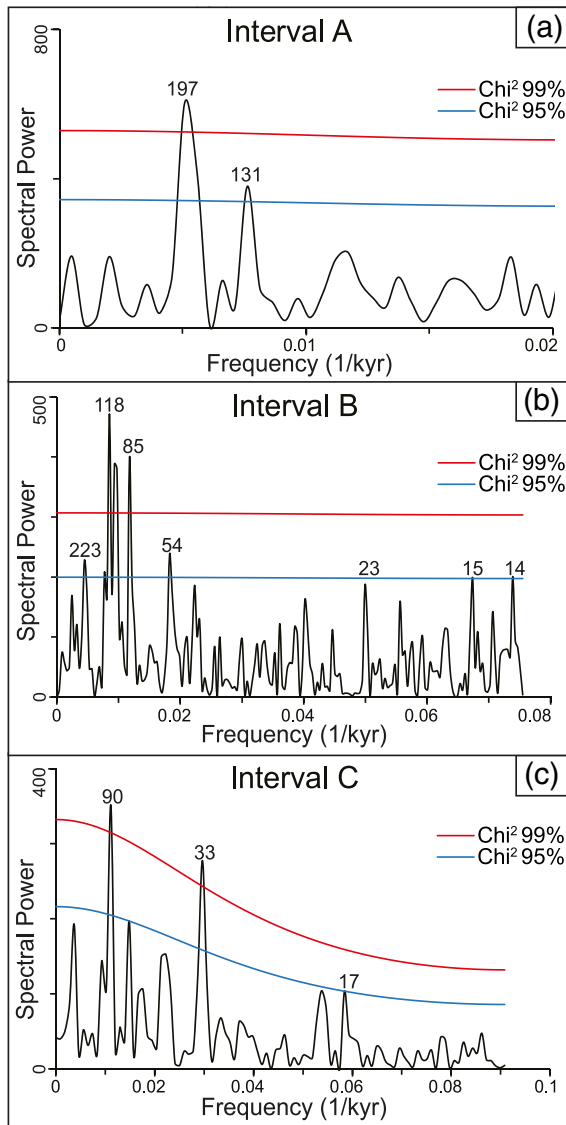 (a)
Interval A
800
197
131
Chi² 99%
Chi² 95%
Spectral Power
0
0
0.01
0.02
Frequency (1/kyr)
(b)
Interval B
500
118
85
223
54
23
15
14
Chi² 99%
Chi² 95%
Spectral Power
0
0
0.02
0.04
0.06
0.08
Frequency (1/kyr)
(c)
Interval C
400
90
33
17
Chi² 99%
Chi² 95%
Spectral Power
0
0
0.02
0.04
0.06
0.08
0.1
Frequency (1/kyr)